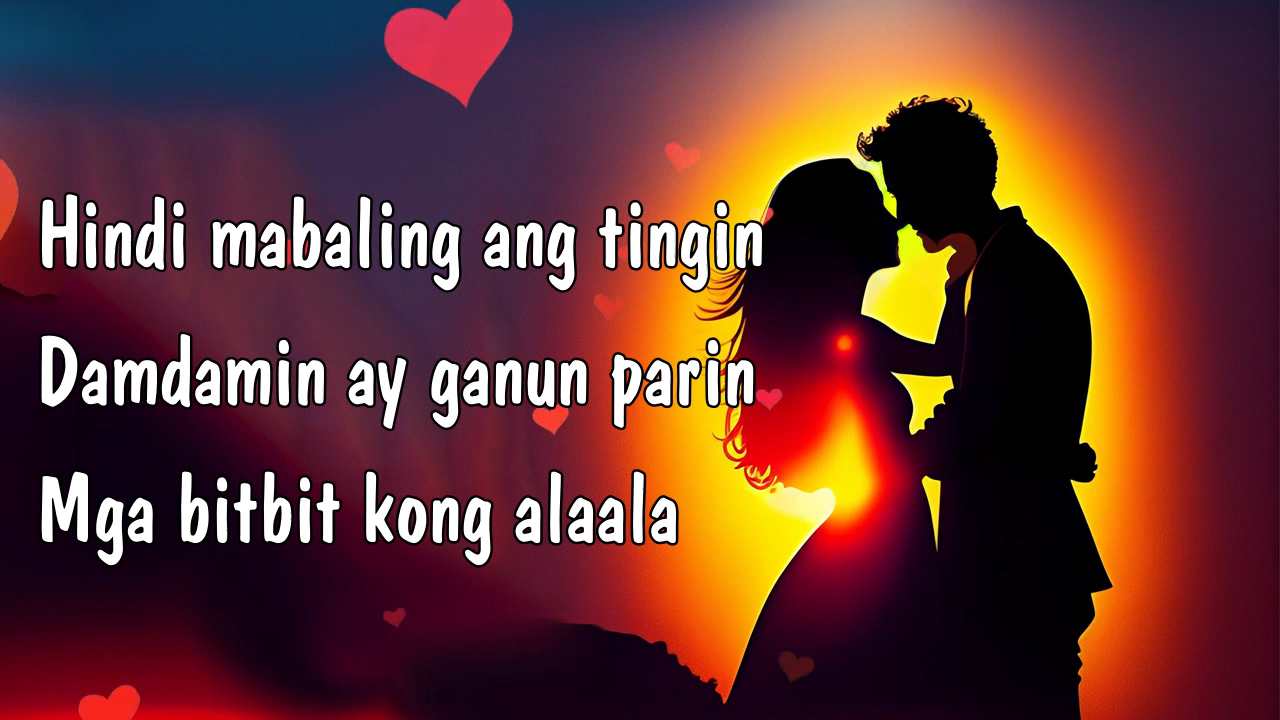 Hindi mabaling ang tingin
Damdamin ay ganun parin
Mga bitbit kong alaala